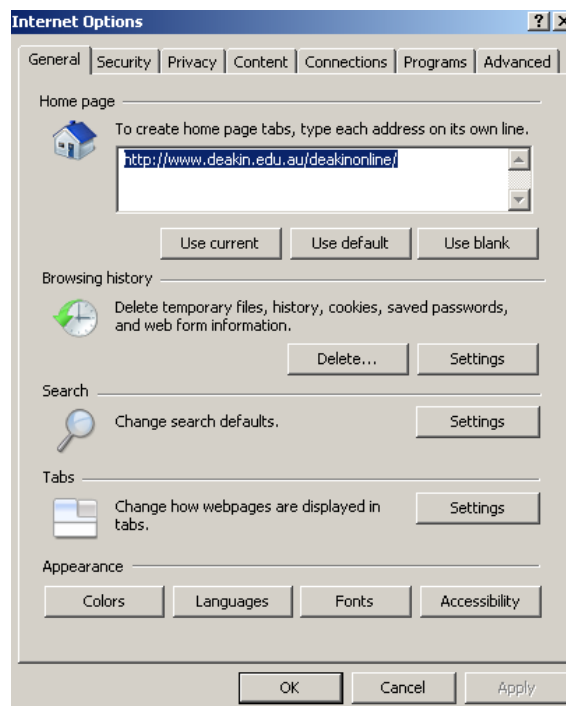 Internet Options
General Security Privacy Content Connections Programs Advanced
Home page
To create home page tabs, type each address on its own line.
http://www.deakin.edu.au/deakinonline/
Use current Use default Use blank
Browsing history
Delete temporary files, history, cookies, saved passwords,
and web form information.
Delete... Settings
Search
Change search defaults. Settings
Tabs
Change how webpages are displayed in
tabs.
Settings
Appearance
Colors Languages Fonts Accessibility
OK Cancel Apply